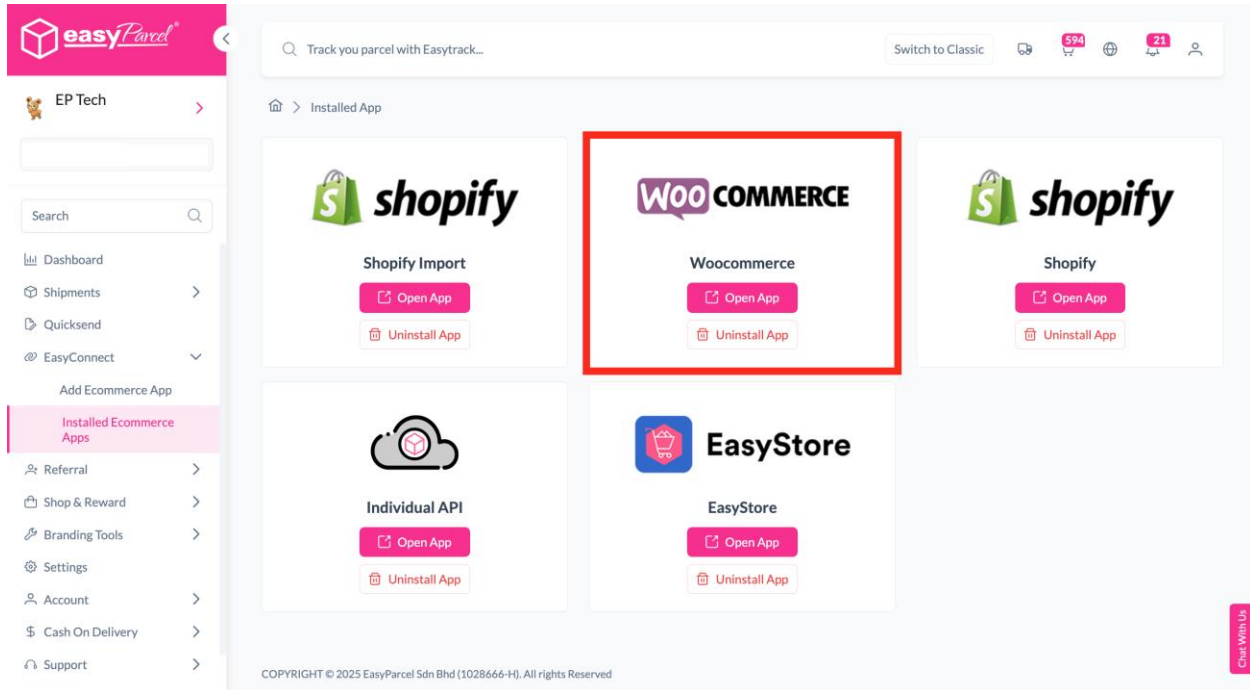 easyParcel®
Track you parcel with Easytrack...
Switch to Classic
594
21
EP Tech
Search
Dashboard
Shipments
Quicksend
EasyConnect
Add Ecommerce App
Installed Ecommerce
Apps
Referral
Shop & Reward
Branding Tools
Settings
Account
$ Cash On Delivery
Support
Installed App
shopify
Shopify Import
Open App
Uninstall App
WOO COMMERCE
Woocommerce
Open App
Uninstall App
shopify
Shopify
Open App
Uninstall App
Individual API
Open App
Uninstall App
EasyStore
EasyStore
Open App
Uninstall App
Chat With Us
COPYRIGHT © 2025 EasyParcel Sdn Bhd (1028666-H). All rights Reserved